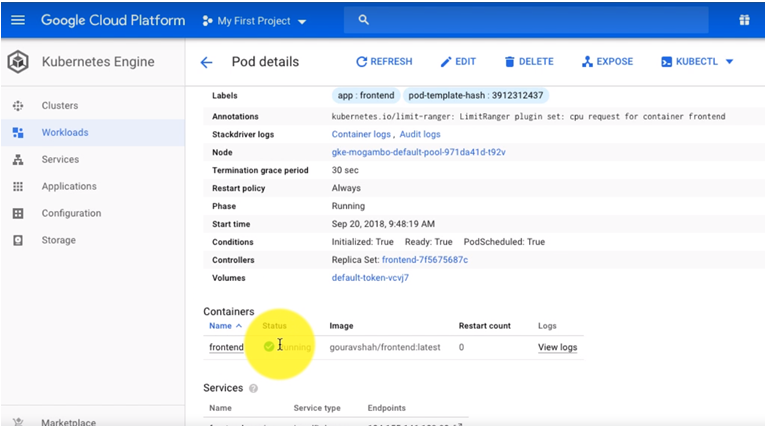 Google Cloud Platform My First Project
Kubernetes Engine
Clusters
Workloads
Services
Applications
Configuration
Storage
Marketplace
Pod details REFRESH EDIT DELETE EXPOSE KUBECTL
Labels app : frontend pod-template-hash : 3912312437
Annotations kubernetes.io/limit-ranger: LimitRanger plugin set: cpu request for container frontend
Stackdriver logs Container logs , Audit logs
Node gke-mogambo-default-pool-971da41d-t92v
Termination grace period 30 sec
Restart policy Always
Phase Running
Start time Sep 20, 2018, 9:48:19 AM
Conditions Initialized: True Ready: True PodScheduled: True
Controllers Replica Set: frontend-7f5675687c
Volumes default-token-vcvj7
Containers
Name Status Image Restart count Logs
frontend Running gouravshah/frontend:latest 0 View logs
Services
Name Service type Endpoints